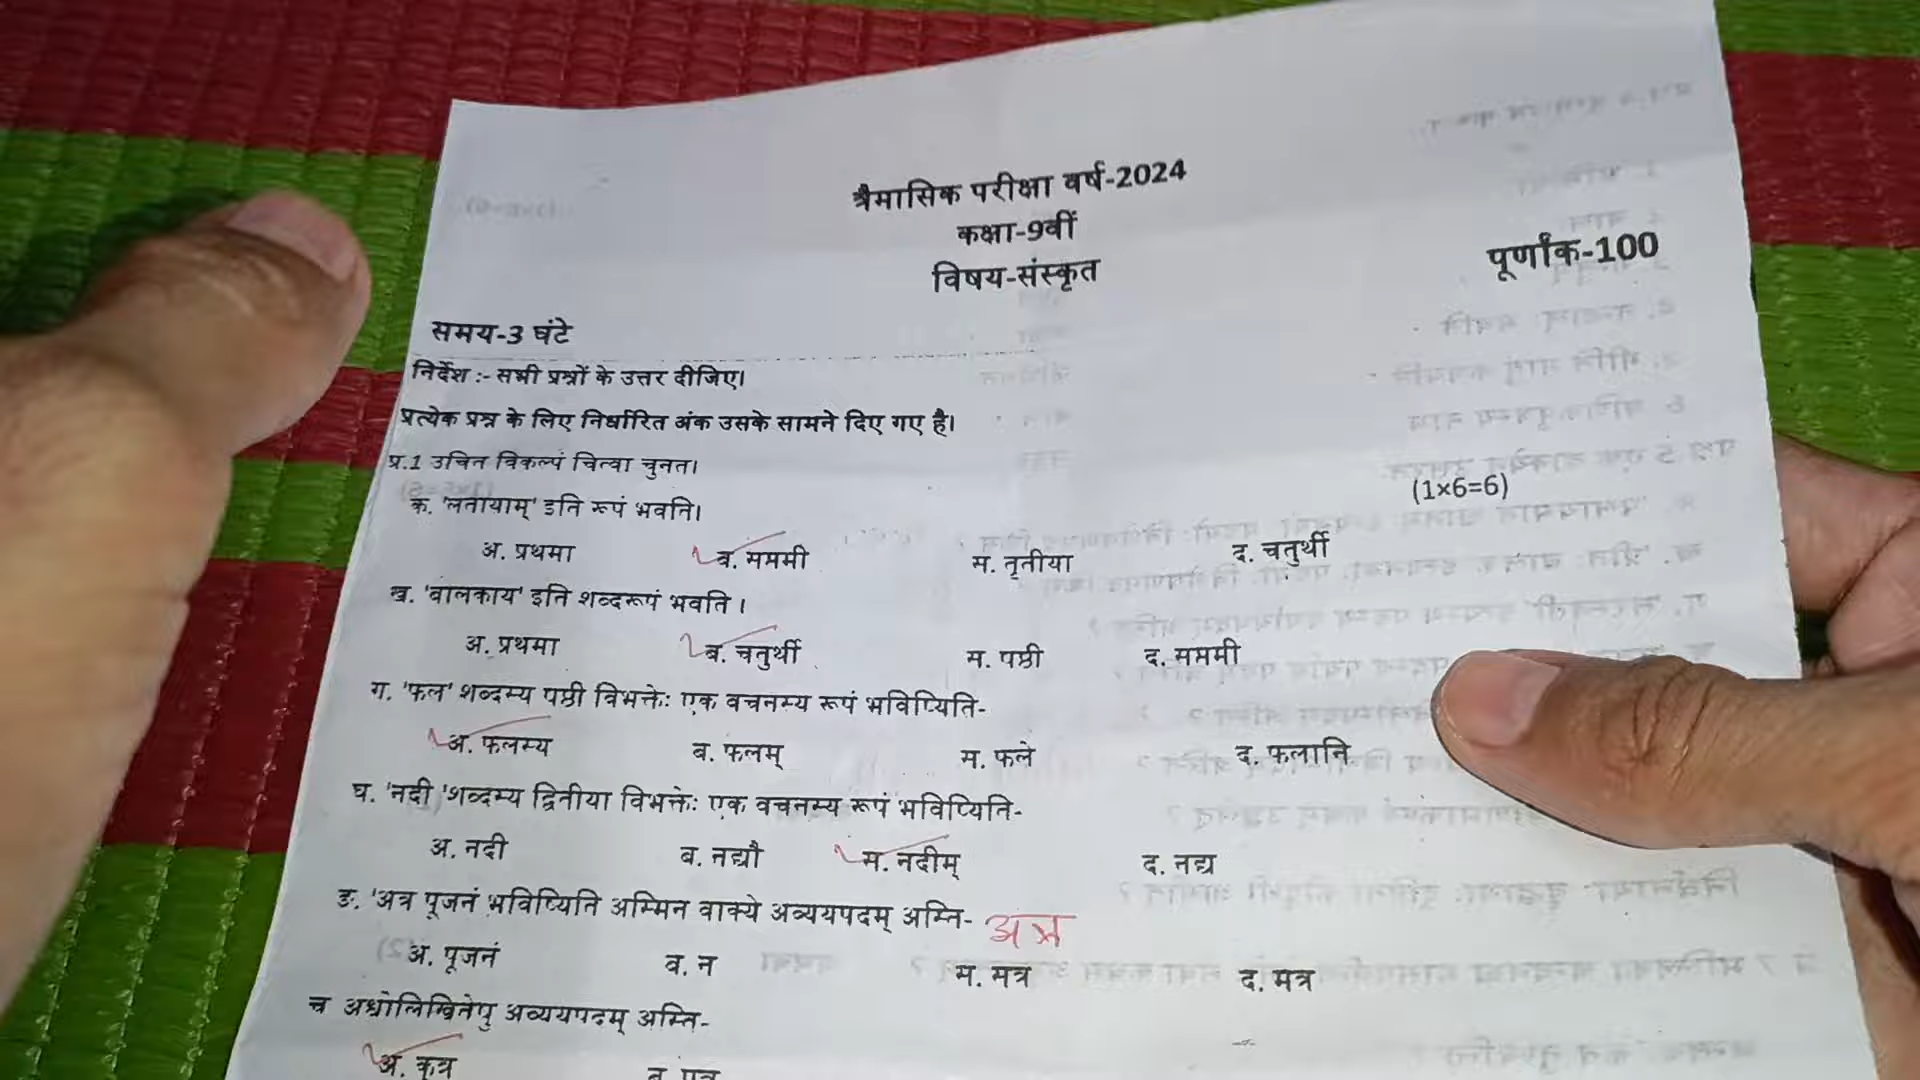 त्रैमासिक परीक्षा वर्ष-2024
कक्षा-9वीं
विषय-संस्कृत
पूर्णांक-100
समय-3 घंटे
निर्देश :- सभी प्रश्नों के उत्तर दीजिए।
प्रत्येक प्रश्न के लिए निर्धारित अंक उसके सामने दिए गए है।
प्र.1 उचित विकल्पं चित्वा चुनत।
(1×6=6)
क. 'लतायाम्' इति रूपं भवति।
अ. प्रथमा ब. सप्तमी स. तृतीया द. चतुर्थी
ख. 'बालकाय' इति शब्दरूपं भवति ।
अ. प्रथमा ब. चतुर्थी स. षष्ठी द. सप्तमी
ग. 'फल' शब्दस्य षष्ठी विभक्तेः एक वचनस्य रूपं भविष्यिति-
अ. फलस्य ब. फलम् स. फले द. फलानि
घ. 'नदी 'शब्दस्य द्वितीया विभक्तेः एक वचनस्य रूपं भविष्यिति-
अ. नदी ब. नद्यौ स. नदीम् द. नद्य
ङ. 'अत्र पूजनं भविष्यिति अस्मिन वाक्ये अव्ययपदम् अस्ति- अत्र
अ. पूजनं ब. न स. मत्र द. मत्र
च अधोलिखितेषु अव्ययपदम् अस्ति-
अ. कुत्र